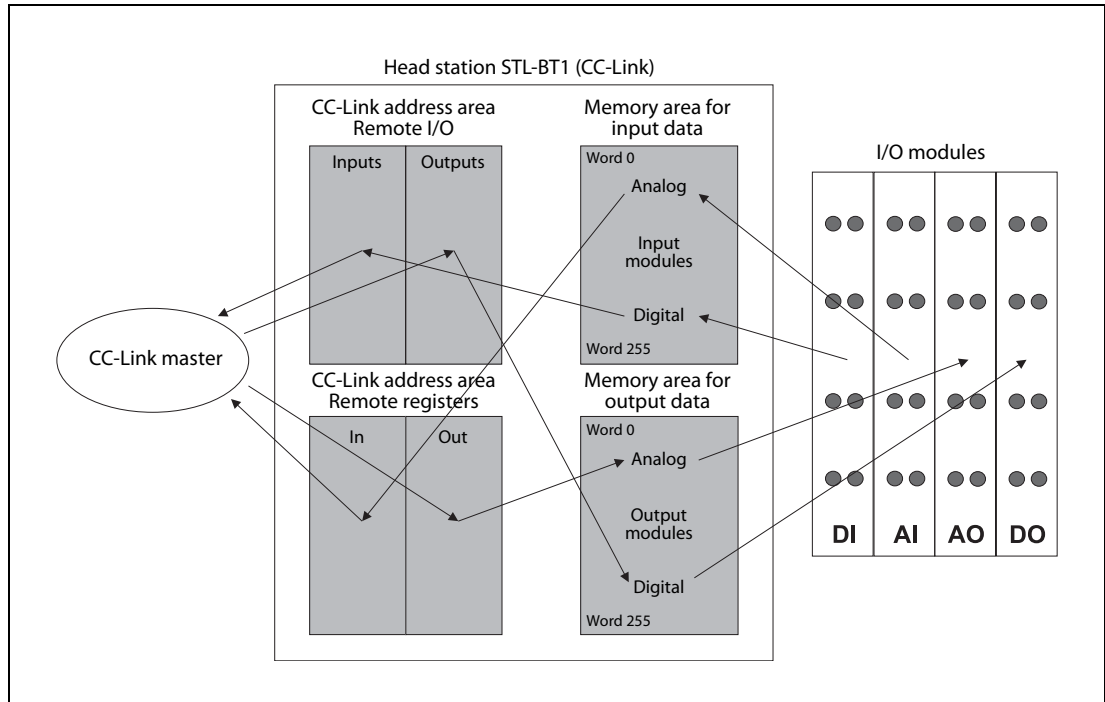 Head station STL-BT1 (CC-Link)
CC-Link address area
Remote I/O
Inputs
Outputs
Memory area for
input data
Word 0
Analog
Input
modules
Digital
Word 255
I/O modules
CC-Link master
CC-Link address area
Remote registers
In
Out
Memory area for
output data
Word 0
Analog
Output
modules
Digital
Word 255
DI
AI
AO
DO